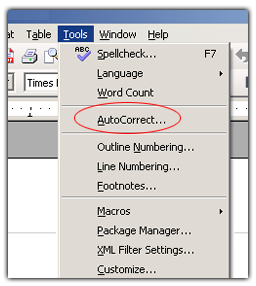 Table Tools Window Help
ABC Spellcheck... F7
Language
Word Count
Times
AutoCorrect...
Outline Numbering...
Line Numbering...
Footnotes...
Macros
Package Manager...
XML Filter Settings...
Customize...